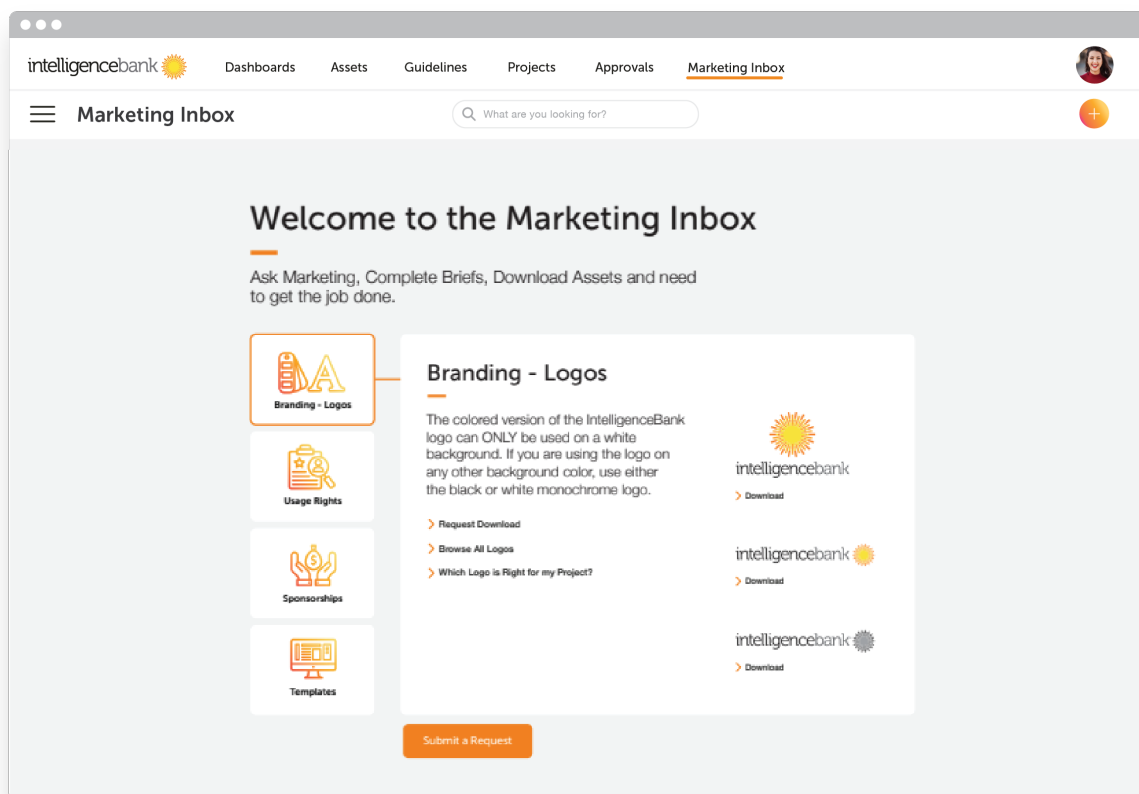 intelligencebank
Dashboards Assets Guidelines Projects Approvals Marketing Inbox
Marketing Inbox
What are you looking for?
Welcome to the Marketing Inbox
Ask Marketing, Complete Briefs, Download Assets and need
to get the job done.
Branding - Logos
Usage Rights
Sponsorships
Templates
Branding - Logos
The colored version of the IntelligenceBank
logo can ONLY be used on a white
background. If you are using the logo on
any other background color, use either
the black or white monochrome logo.
Request Download
Browse All Logos
Which Logo is Right for my Project?
intelligencebank
Download
intelligencebank
Download
intelligencebank
Download
Submit a Request